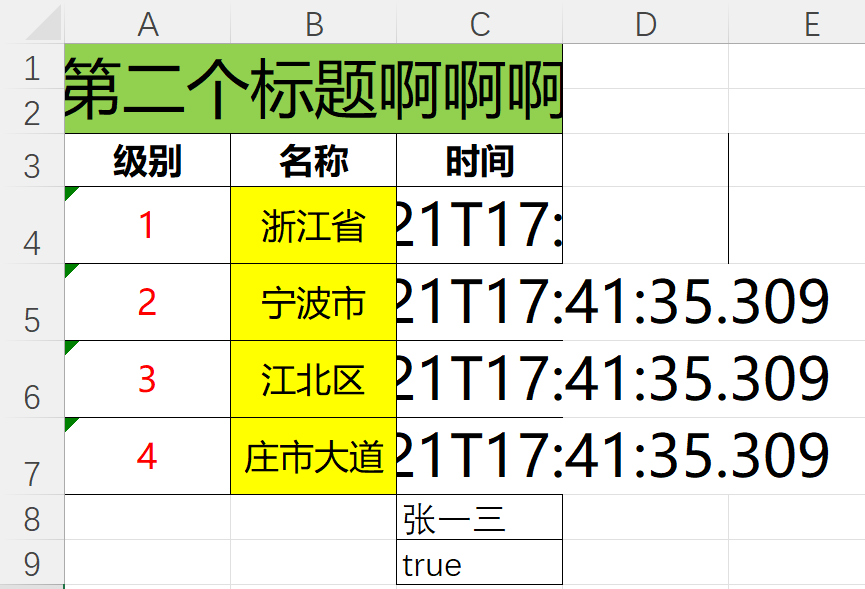 A B C D E
1 第二个标题啊啊啊
2
3 级别 名称 时间
4 1 浙江省 21T17:
5 2 宁波市 21T17:41:35.309
6 3 江北区 21T17:41:35.309
7 4 庄市大道 21T17:41:35.309
8 张一三
9 true